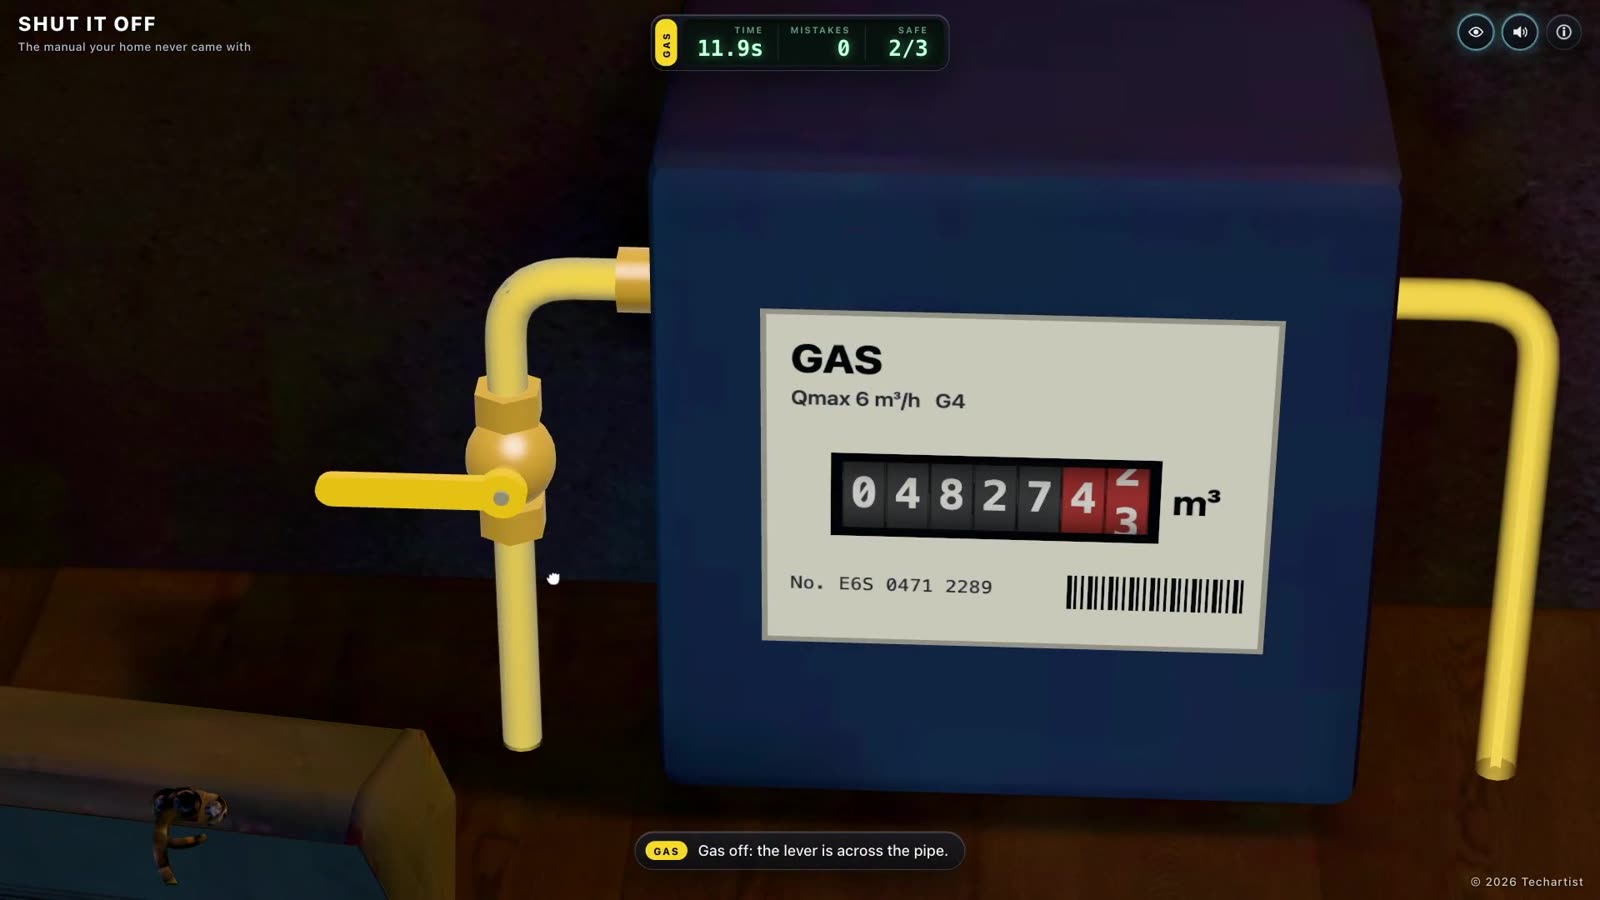 SHUT IT OFF
The manual your home never came with
GAS
TIME
11.9s
MISTAKES
0
SAFE
2/3
GAS
Qmax 6 m³/h G4
0 4 8 2 7 4 2 3 m³
No. E6S 0471 2289
GAS Gas off: the lever is across the pipe.
© 2026 Techartist